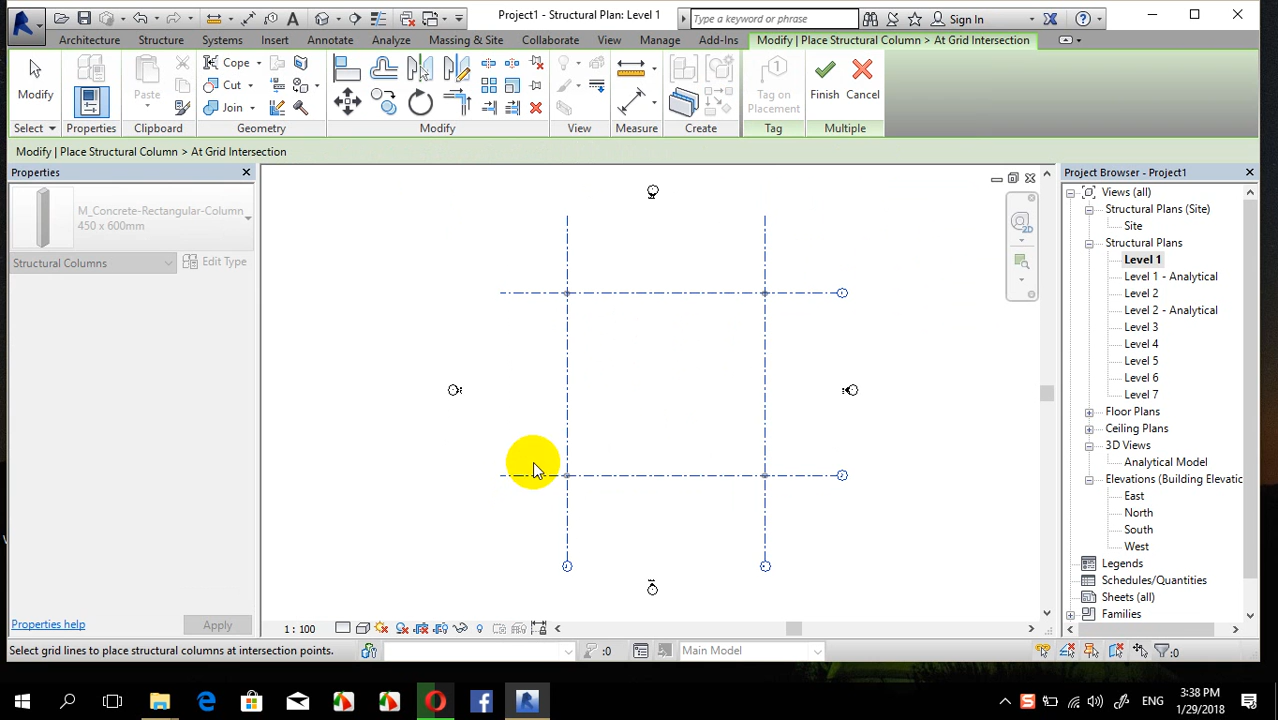 Project1 - Structural Plan: Level 1
Type a keyword or phrase
Sign In
Architecture
Structure
Systems
Insert
Annotate
Analyze
Massing & Site
Collaborate
View
Manage
Add-Ins
Modify | Place Structural Column > At Grid Intersection
Modify
Paste
Cope
Cut
Join
Tag on Placement
Finish
Cancel
Select
Properties
Clipboard
Geometry
Modify
View
Measure
Create
Tag
Multiple
Modify | Place Structural Column > At Grid Intersection
Properties
M_Concrete-Rectangular-Column
450 x 600mm
Structural Columns
Edit Type
Properties help
Apply
2D
Project Browser - Project1
Views (all)
Structural Plans (Site)
Site
Structural Plans
Level 1
Level 1 - Analytical
Level 2
Level 2 - Analytical
Level 3
Level 4
Level 5
Level 6
Level 7
Floor Plans
Ceiling Plans
3D Views
Analytical Model
Elevations (Building Elevatic
East
North
South
West
Legends
Schedules/Quantities
Sheets (all)
Families
1 : 100
Select grid lines to place structural columns at intersection points.
:0
Main Model
:0
ENG
3:38 PM
1/29/2018